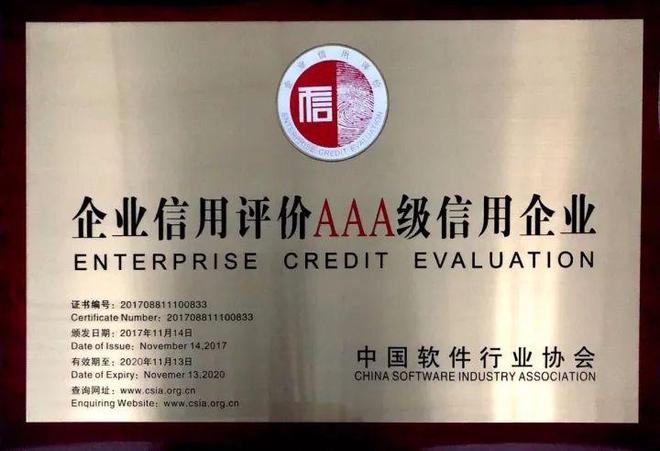 企业信用评价
信
ENTERPRISE CREDIT EVALUATION
企业信用评价AAA级信用企业
ENTERPRISE CREDIT EVALUATION
证书编号：201708811100833
Certificate Number: 201708811100833
颁发日期：2017年11月14日
Date of Issue: November 14,2017
有效期至：2020年11月13日
Date of Expiry: Novemer 13.2020
查询网址：www.csia.org.cn
Enquiring Website: www.csia.org.cn
中国软件行业协会
CHINA SOFTWARE INDUSTRY ASSOCIATION